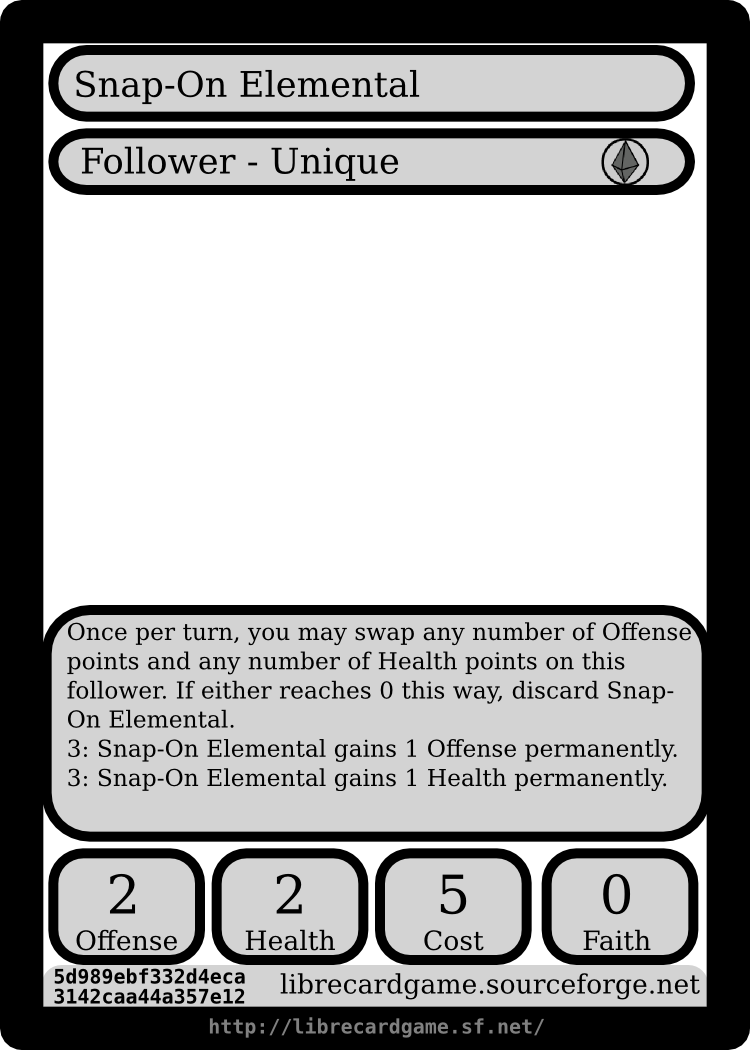 Snap-On Elemental
Follower - Unique
Once per turn, you may swap any number of Offense
points and any number of Health points on this
follower. If either reaches 0 this way, discard Snap-
On Elemental.
3: Snap-On Elemental gains 1 Offense permanently.
3: Snap-On Elemental gains 1 Health permanently.
2 2 5 0
Offense Health Cost Faith
5d989ebf332d4eca
3142caa44a357e12
librecardgame.sourceforge.net
http://librecardgame.sf.net/